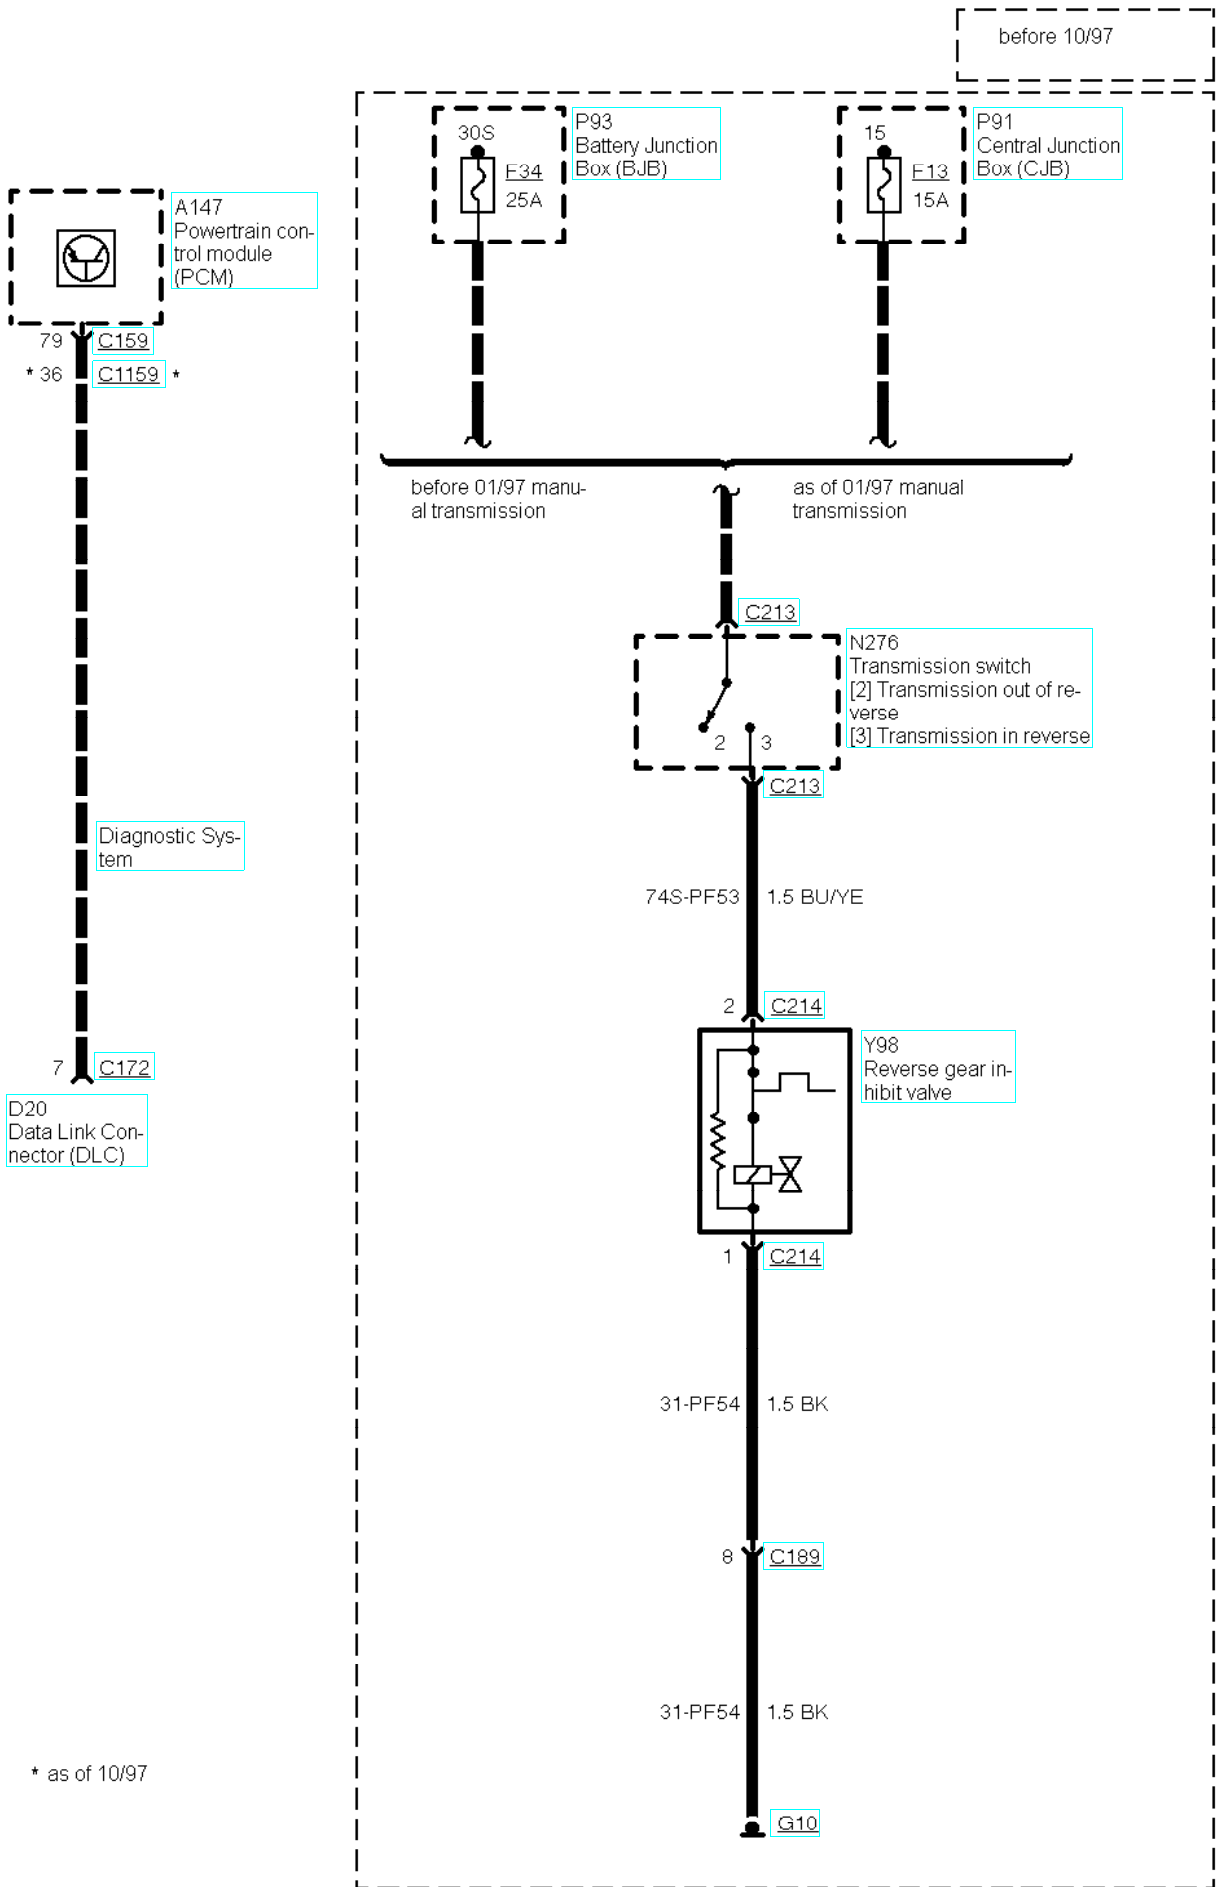 before 10/97
30S
F34
25A
P93
Battery Junction
Box (BJB)
15
F13
15A
P91
Central Junction
Box (CJB)
A147
Powertrain con-
trol module
(PCM)
79 C159
* 36 C1159 *
before 01/97 manu-
al transmission
as of 01/97 manual
transmission
C213
N276
Transmission switch
[2] Transmission out of re-
verse
[3] Transmission in reverse
2 3
C213
Diagnostic Sys-
tem
74S-PF53 1.5 BU/YE
2 C214
Y98
Reverse gear in-
hibit valve
7 C172
D20
Data Link Con-
nector (DLC)
1 C214
31-PF54 1.5 BK
8 C189
31-PF54 1.5 BK
* as of 10/97
G10